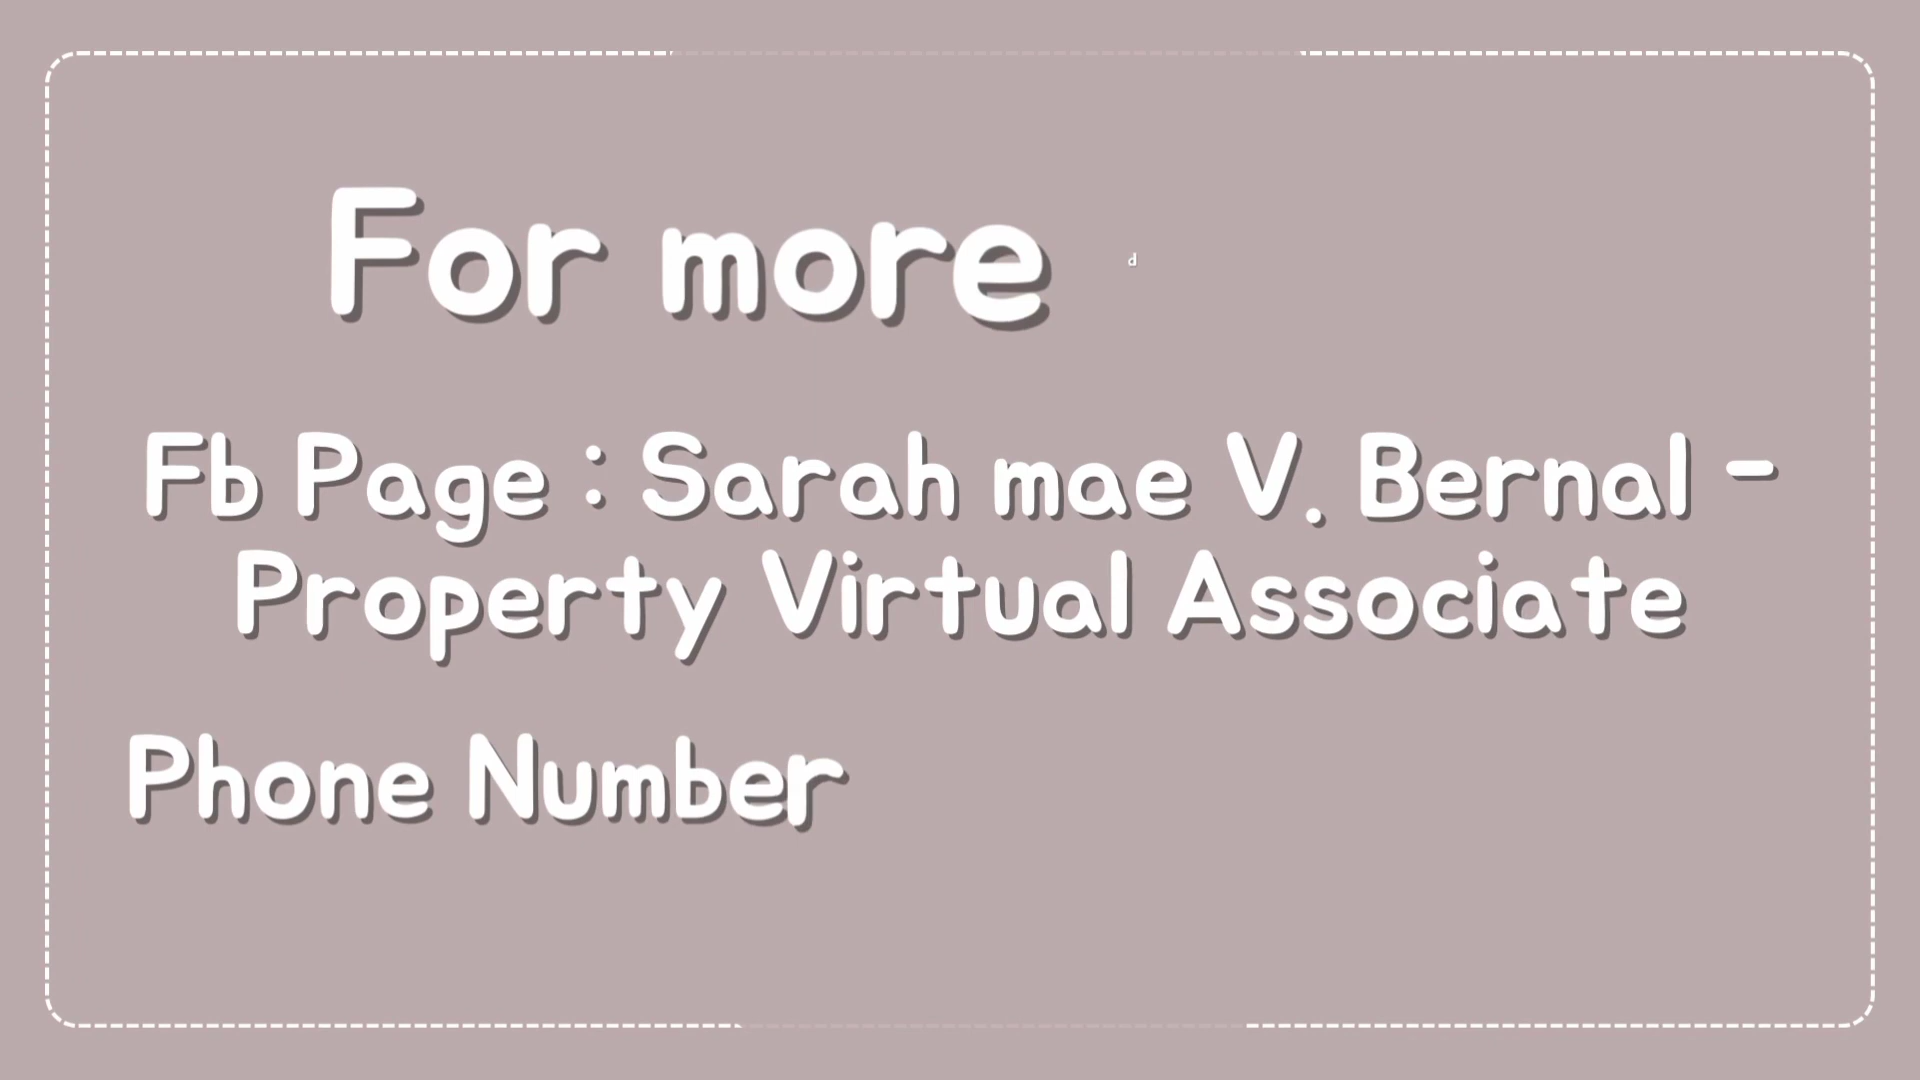 For more d
Fb Page : Sarah mae V. Bernal -
Property Virtual Associate
Phone Number